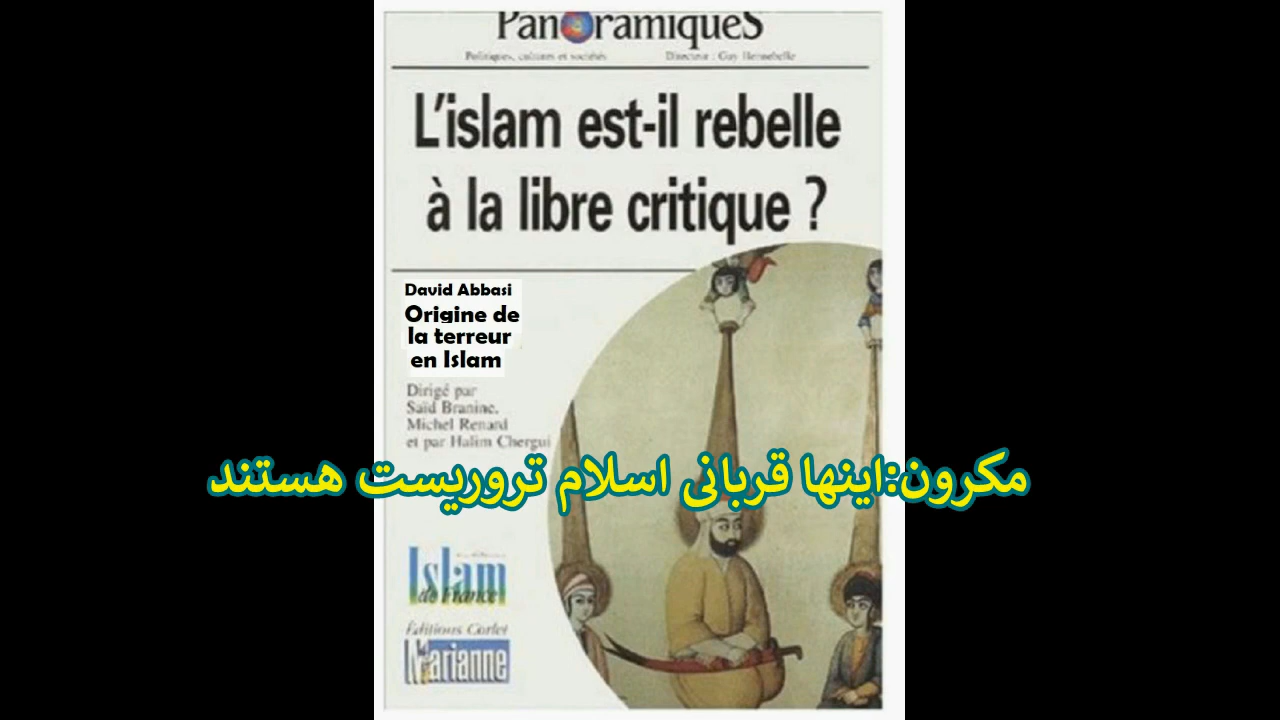 PanoramiqueS
Politiques, cultures et sociétés Directeur : Guy Hennebelle
L'islam est-il rebelle
à la libre critique ?
David Abbasi
Origine de
la terreur
en Islam
Dirigé par
Saïd Branine,
Michel Renard
et par Halim Chergui
مکرون:اینها قربانی اسلام تروریست هستند
Islam
de France
Éditions Corlet
Marianne